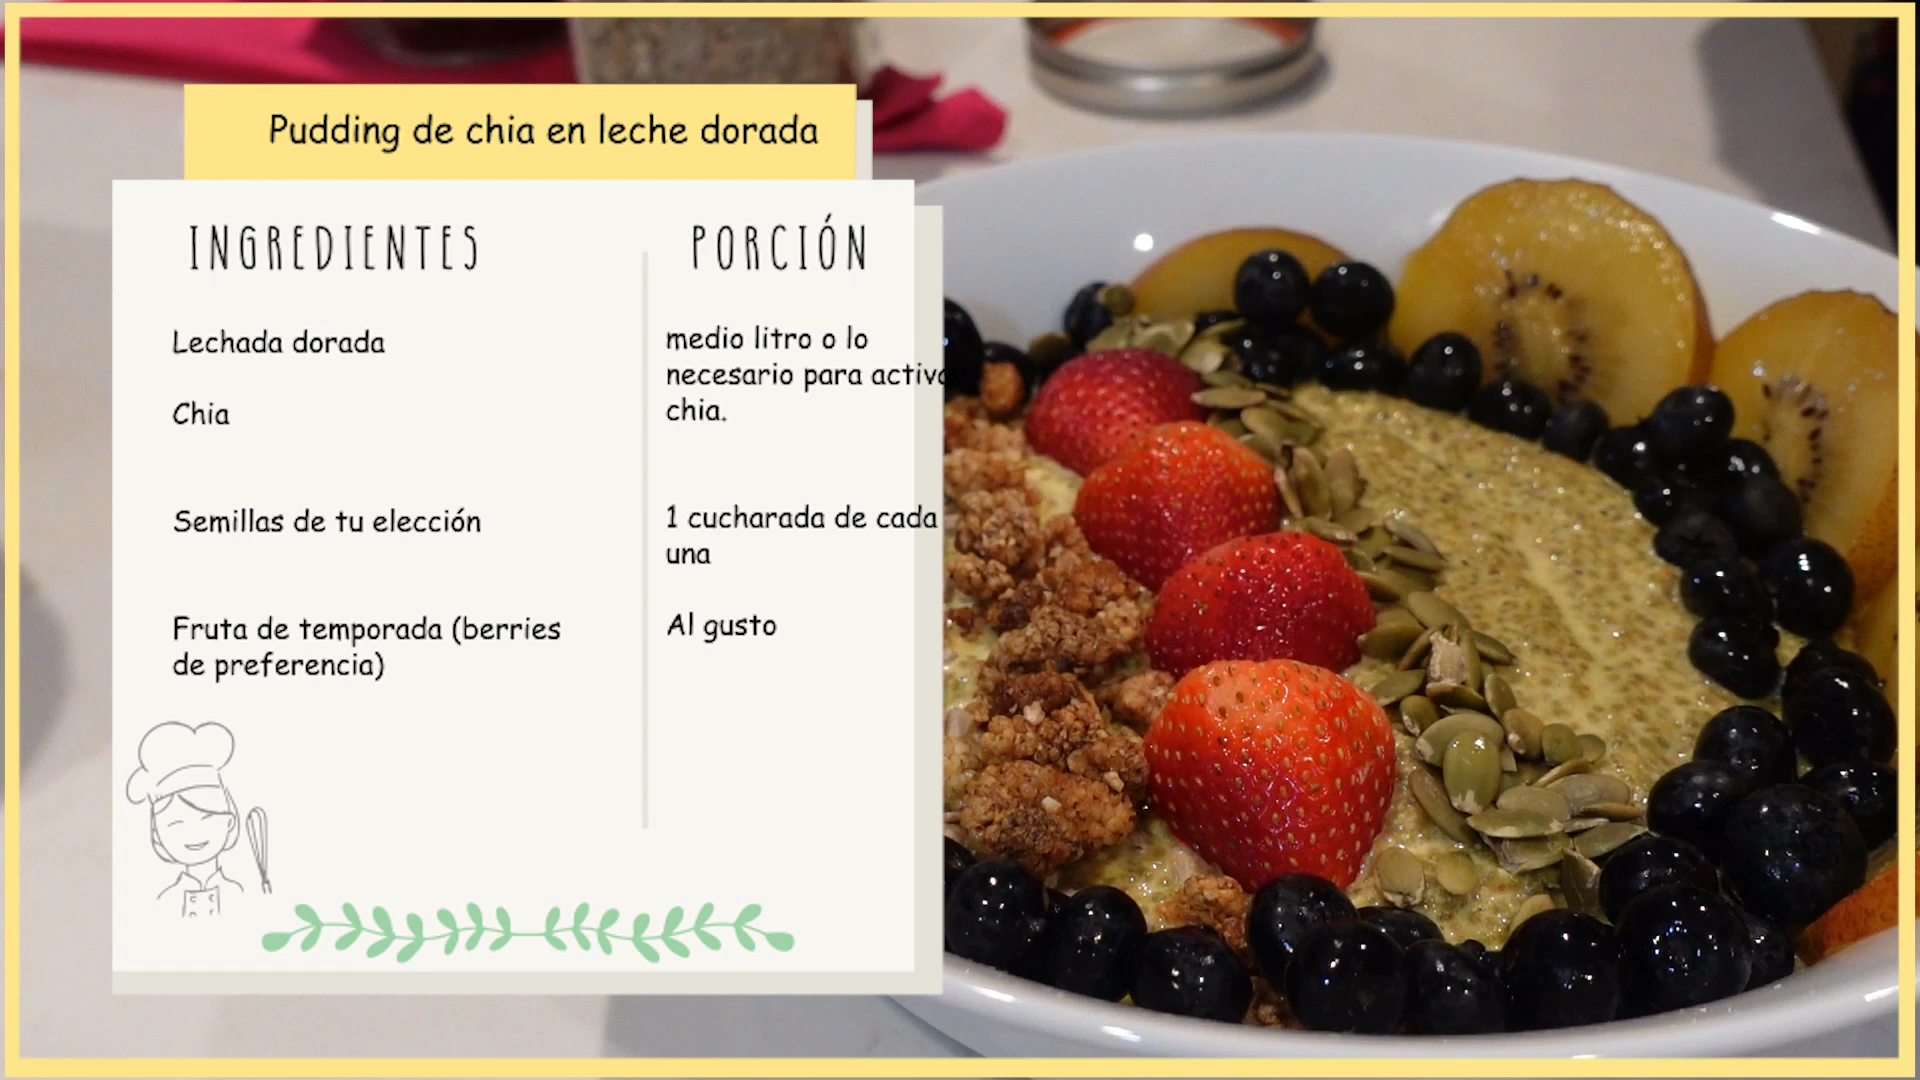 Pudding de chia en leche dorada
INGREDIENTES
PORCIÓN
Lechada dorada
medio litro o lo
necesario para
chia.
Chia
Semillas de tu elección
1 cucharada de cada
una
Fruta de temporada (berries
de preferencia)
Al gusto